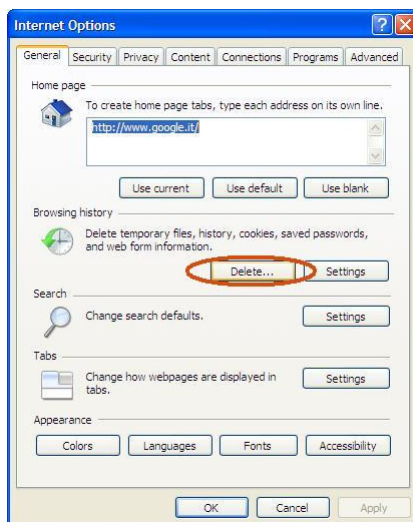 Internet Options
General Security Privacy Content Connections Programs Advanced
Home page
To create home page tabs, type each address on its own line.
http://www.google.it/
Use current Use default Use blank
Browsing history
Delete temporary files, history, cookies, saved passwords,
and web form information.
Delete... Settings
Search
Change search defaults. Settings
Tabs
Change how webpages are displayed in
tabs. Settings
Appearance
Colors Languages Fonts Accessibility
OK Cancel Apply